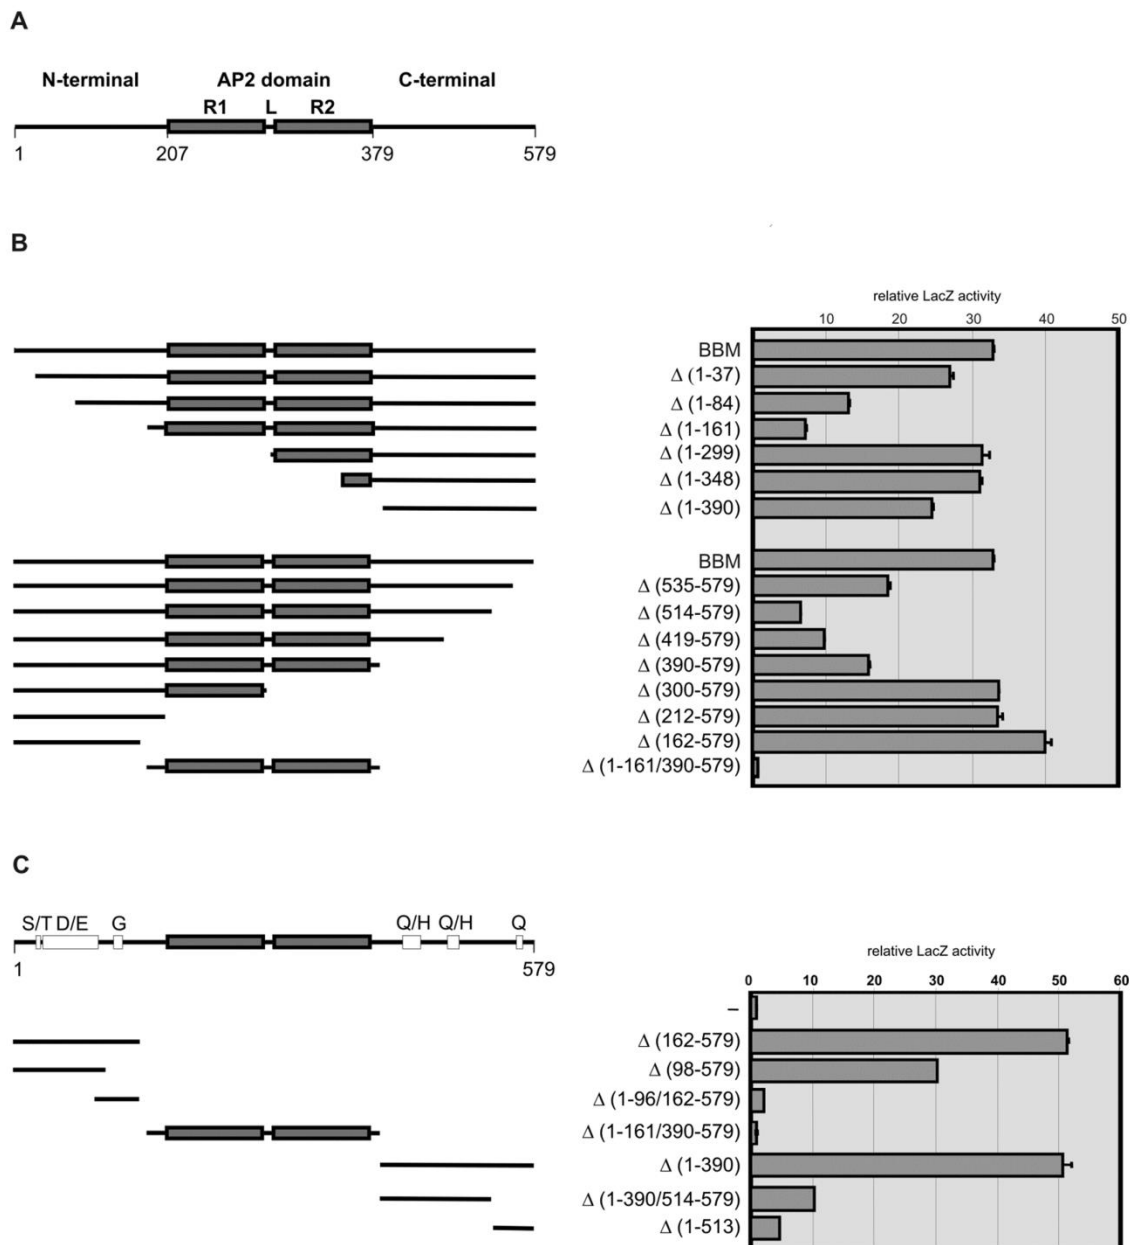 A
N-terminal AP2 domain C-terminal
R1 L R2
1 207 379 579
B
relative LacZ activity
10 20 30 40 50
BBM
Δ (1-37)
Δ (1-84)
Δ (1-161)
Δ (1-299)
Δ (1-348)
Δ (1-390)
BBM
Δ (535-579)
Δ (514-579)
Δ (419-579)
Δ (390-579)
Δ (300-579)
Δ (212-579)
Δ (162-579)
Δ (1-161/390-579)
C
S/T D/E G Q/H Q/H Q
1 579
relative LacZ activity
0 10 20 30 40 50 60
–
Δ (162-579)
Δ (98-579)
Δ (1-96/162-579)
Δ (1-161/390-579)
Δ (1-390)
Δ (1-390/514-579)
Δ (1-513)